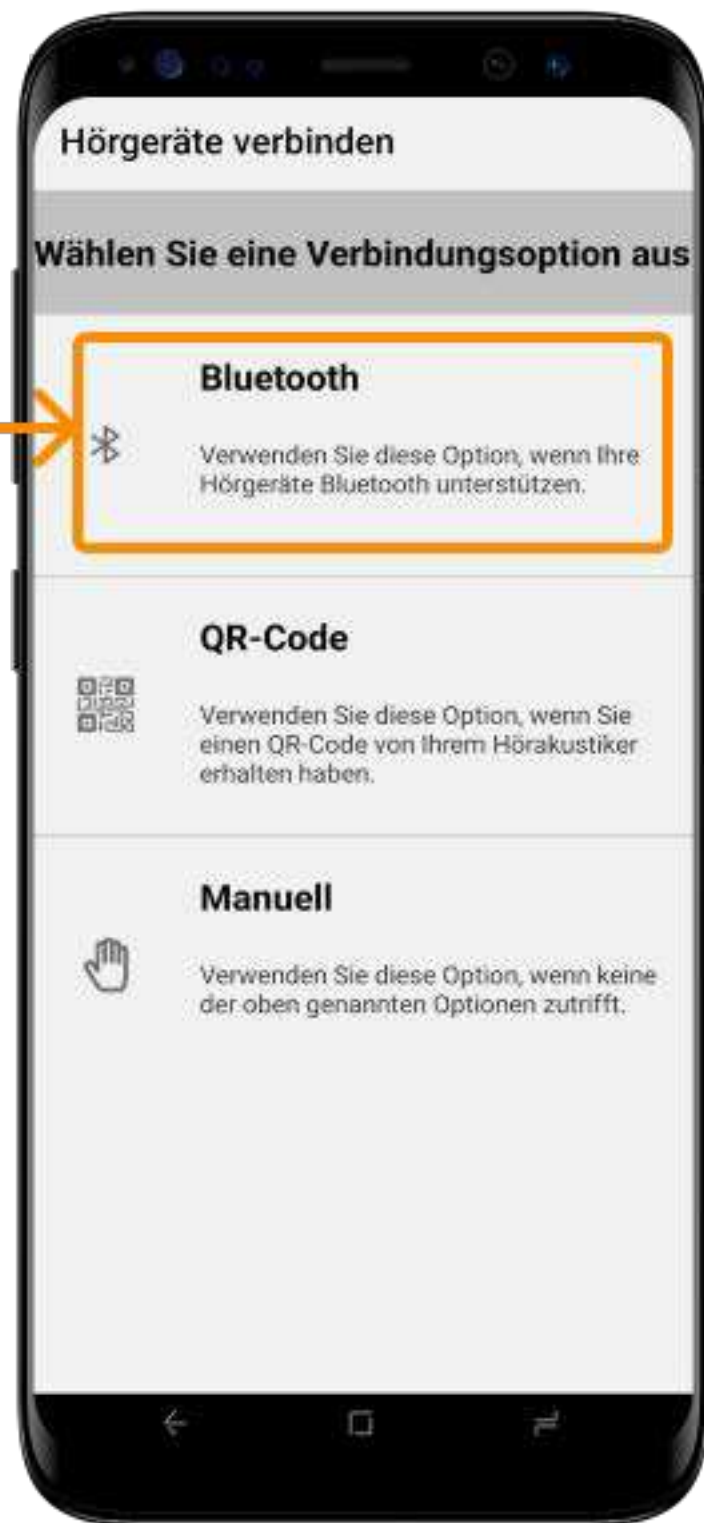 Hörgeräte verbinden
Wählen Sie eine Verbindungsoption aus
Bluetooth
Verwenden Sie diese Option, wenn Ihre
Hörgeräte Bluetooth unterstützen.
QR-Code
Verwenden Sie diese Option, wenn Sie
einen QR-Code von Ihrem Hörakustiker
erhalten haben.
Manuell
Verwenden Sie diese Option, wenn keine
der oben genannten Optionen zutrifft.